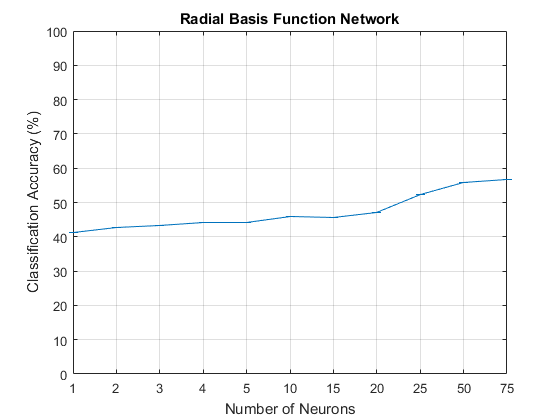 Radial Basis Function Network
100
90
80
70
60
50
40
30
20
10
0
Classification Accuracy (%)
1 2 3 4 5 10 15 20 25 50 75
Number of Neurons